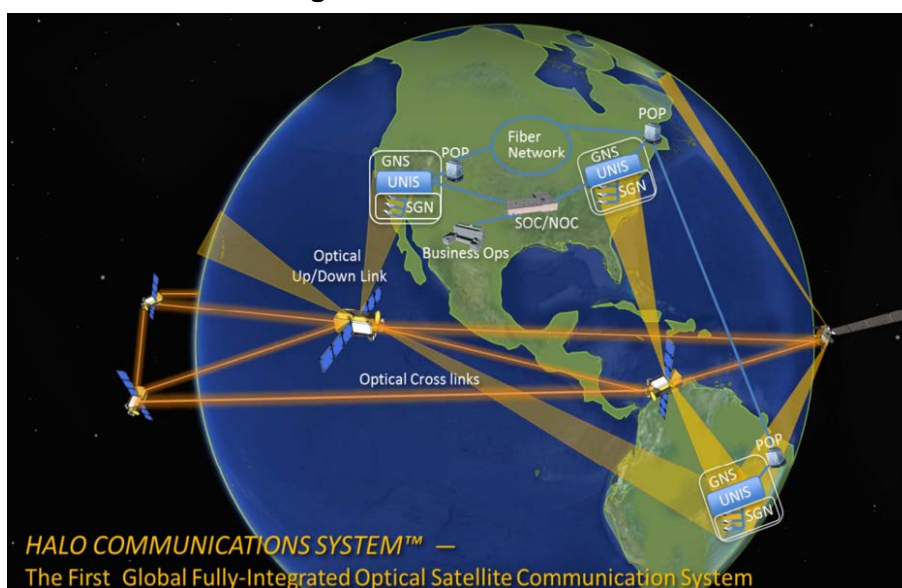 POP
Fiber
Network
GNS
POP
UNIS
SGN
GNS
UNIS
SGN
SOC/NOC
Business Ops
Optical
Up/Down Link
Optical Cross links
POP
GNS
UNIS
SGN
HALO COMMUNICATIONS SYSTEM™ —
The First Global Fully-Integrated Optical Satellite Communication System